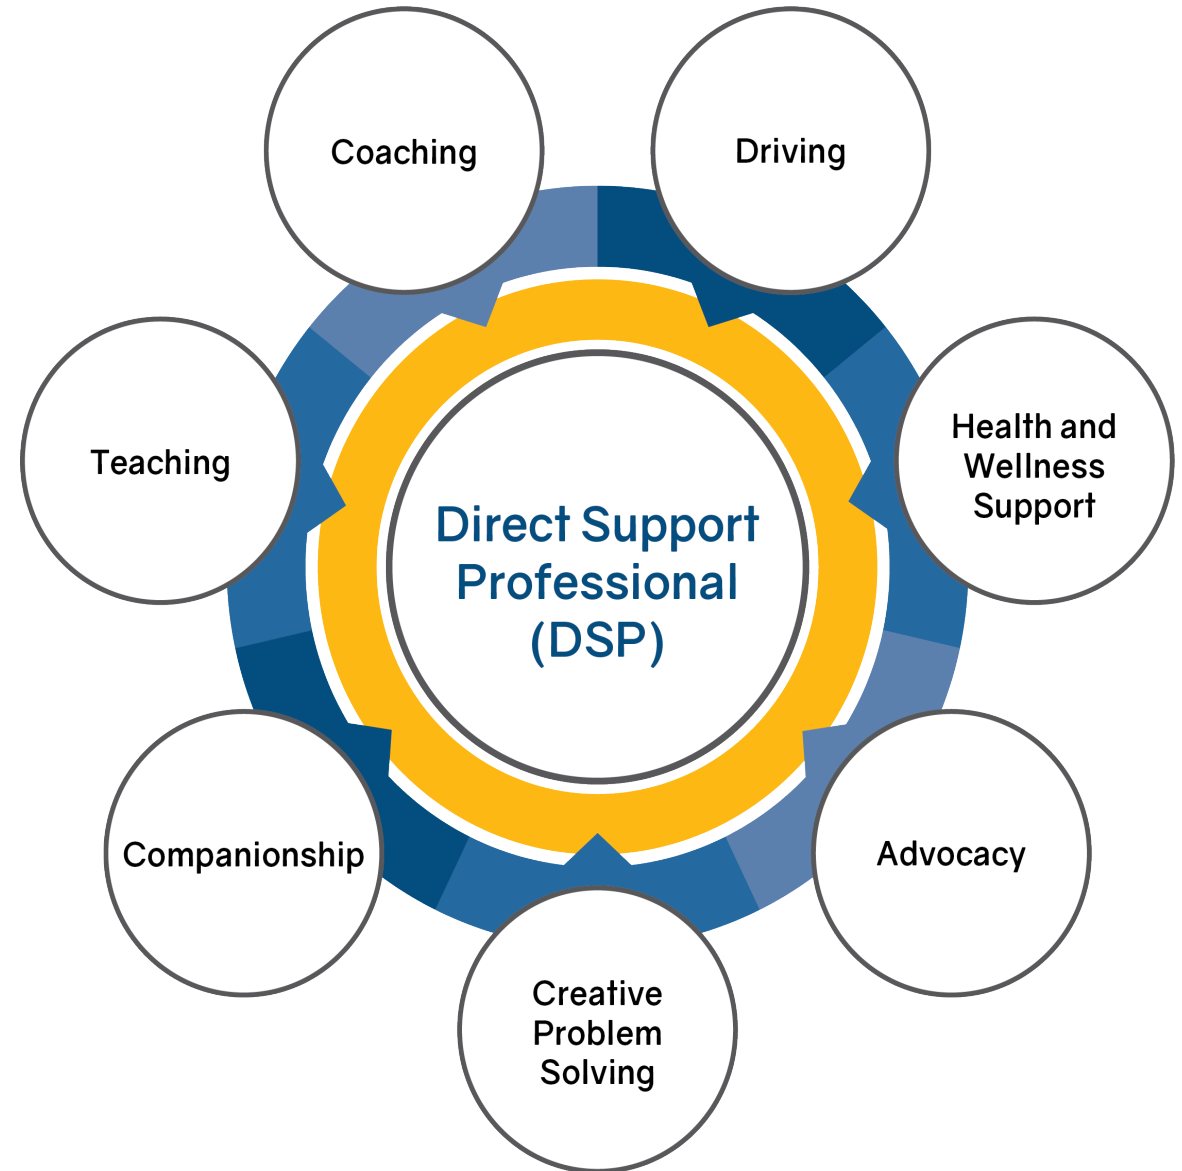 Coaching
Driving
Teaching
Health and
Wellness
Support
Direct Support
Professional
(DSP)
Companionship
Advocacy
Creative
Problem
Solving